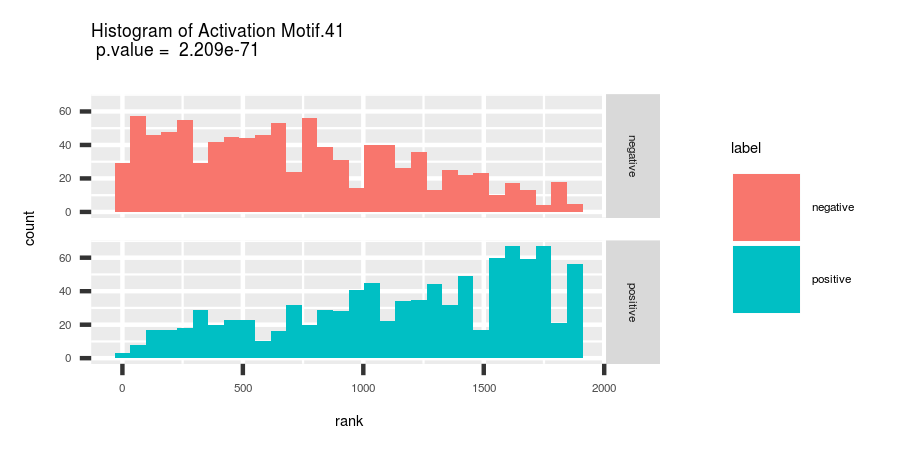 Histogram of Activation Motif.41
p.value = 2.209e-71
count
60
40
20
0
negative
60
40
20
0
positive
0
500
1000
1500
2000
rank
label
negative
positive